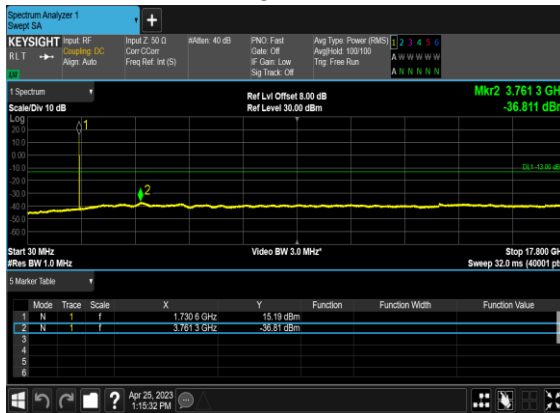 Spectrum Analyzer 1
Swept SA
+
KEYSIGHT Input: RF Input Z: 50 Ω #Atten: 40 dB PNO: Fast Avg Type: Power (RMS) 1 2 3 4 5 6
RLT Coupling: DC Corr CCorr Gate: Off Avg|Hold: 100/100 A W W W W W
Align: Auto Freq Ref: Int (S) IF Gain: Low Trig: Free Run
Sig Track: Off A N N N N N
1 Spectrum Ref Lvl Offset 8.00 dB Mkr2 3.761 3 GH
Scale/Div 10 dB Ref Level 30.00 dBm -36.811 dB
Log
20.0
10.0
0.00
-10.0
-20.0
-30.0
-40.0
-50.0
-60.0
1
2
DL1 -13.00 dB
Start 30 MHz Video BW 3.0 MHz* Stop 17.800 GH
#Res BW 1.0 MHz Sweep 32.0 ms (40001 pt
5 Marker Table
Mode Trace Scale X Y Function Function Width Function Value
1 N 1 f 1.730 6 GHz 15.19 dBm
2 N 1 f 3.761 3 GHz -36.81 dBm
3
4
5
6
? Apr 25, 2023
1:15:32 PM